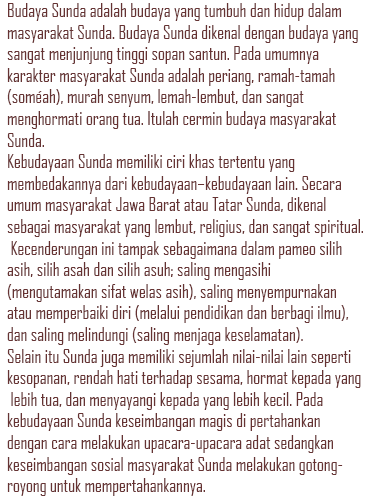 Budaya Sunda adalah budaya yang tumbuh dan hidup dalam
masyarakat Sunda. Budaya Sunda dikenal dengan budaya yang
sangat menjunjung tinggi sopan santun. Pada umumnya
karakter masyarakat Sunda adalah periang, ramah-tamah
(soméah), murah senyum, lemah-lembut, dan sangat
menghormati orang tua. Itulah cermin budaya masyarakat
Sunda.
Kebudayaan Sunda memiliki ciri khas tertentu yang
membedakannya dari kebudayaan–kebudayaan lain. Secara
umum masyarakat Jawa Barat atau Tatar Sunda, dikenal
sebagai masyarakat yang lembut, religius, dan sangat spiritual.
Kecenderungan ini tampak sebagaimana dalam pameo silih
asih, silih asah dan silih asuh; saling mengasihi
(mengutamakan sifat welas asih), saling menyempurnakan
atau memperbaiki diri (melalui pendidikan dan berbagi ilmu),
dan saling melindungi (saling menjaga keselamatan).
Selain itu Sunda juga memiliki sejumlah nilai-nilai lain seperti
kesopanan, rendah hati terhadap sesama, hormat kepada yang
lebih tua, dan menyayangi kepada yang lebih kecil. Pada
kebudayaan Sunda keseimbangan magis di pertahankan
dengan cara melakukan upacara-upacara adat sedangkan
keseimbangan sosial masyarakat Sunda melakukan gotong-
royong untuk mempertahankannya.